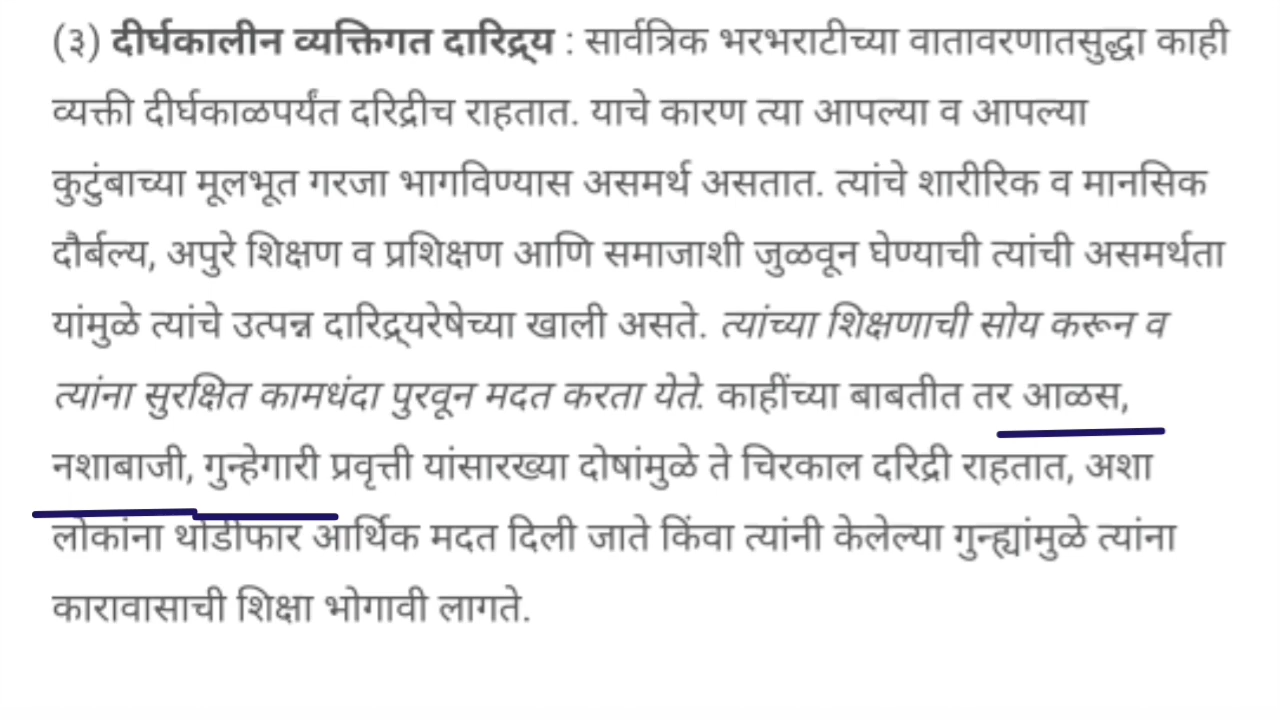 (३) दीर्घकालीन व्यक्तिगत दारिद्र्य : सार्वत्रिक भरभराटीच्या वातावरणातसुद्धा काही
व्यक्ती दीर्घकाळपर्यंत दरिद्रीच राहतात. याचे कारण त्या आपल्या व आपल्या
कुटुंबाच्या मूलभूत गरजा भागविण्यास असमर्थ असतात. त्यांचे शारीरिक व मानसिक
दौर्बल्य, अपुरे शिक्षण व प्रशिक्षण आणि समाजाशी जुळवून घेण्याची त्यांची असमर्थता
यांमुळे त्यांचे उत्पन्न दारिद्र्यरेषेच्या खाली असते. त्यांच्या शिक्षणाची सोय करून व
त्यांना सुरक्षित कामधंदा पुरवून मदत करता येते. काहींच्या बाबतीत तर आळस,
नशाबाजी, गुन्हेगारी प्रवृत्ती यांसारख्या दोषांमुळे ते चिरकाल दरिद्री राहतात, अशा
लोकांना थोडीफार आर्थिक मदत दिली जाते किंवा त्यांनी केलेल्या गुन्ह्यांमुळे त्यांना
कारावासाची शिक्षा भोगावी लागते.